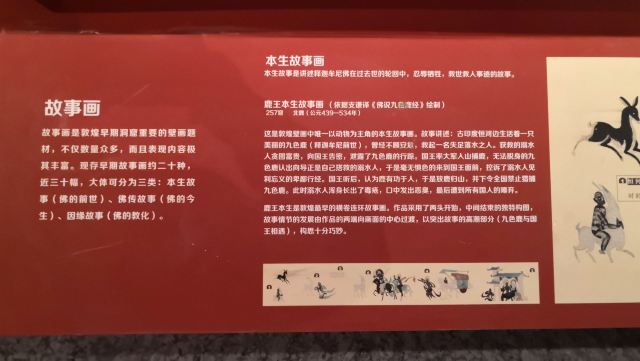 故事画
故事画是敦煌早期洞窟重要的壁画题
材，不仅数量众多，而且表现内容极
其丰富。现存早期故事画约二十种，
近三十幅，大体可分为三类：本生故
事（佛的前世）、佛传故事（佛的今
生）、因缘故事（佛的教化）。
本生故事画
本生故事是讲述释迦牟尼佛在过去世的轮回中，忍辱牺牲，救世救人事迹的故事。
鹿王本生故事画（依据支谦译《佛说九色鹿经》绘制）
257窟 北魏（公元439—534年）
这是敦煌壁画中唯一以动物为主角的本生故事画。故事讲述：古印度恒河边生活着一只
美丽的九色鹿（释迦牟尼前世），曾经不顾安危，救起一名失足落水之人。获救的溺水
人贪图富贵，向国王告密，泄露了九色鹿的行踪。国王率大军入山捕鹿，无法脱身的九
色鹿认出向导正是自己搭救的溺水人，于是毫无惧色的来到国王面前，控诉了溺水人见
利忘义的卑鄙行径，国王听后，认为鹿有功于人，于是放鹿归山，并下令全国禁止猎捕
九色鹿。此时溺水人浑身长出了毒疮，口中发出恶臭，最后遭到所有国人的唾弃。
鹿王本生是敦煌最早的横卷连环故事画。作品采用了两头开始，中间结束的独特构图，
故事情节的发展由作品的两端向画面的中心过渡，以突出故事的高潮部分（九色鹿与国
王相遇），构思十分巧妙。